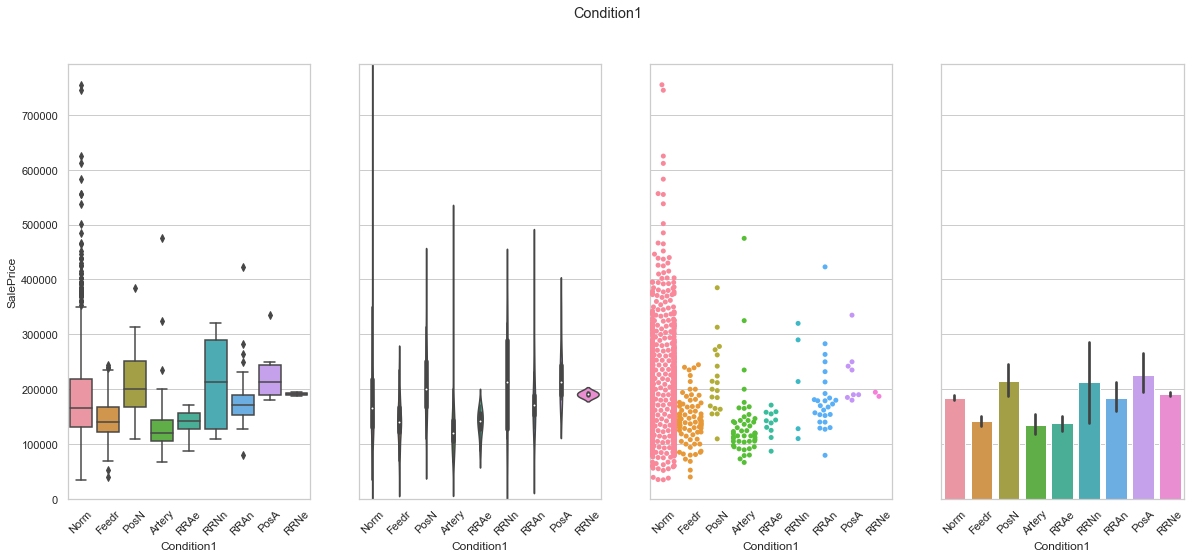 Condition1
700000
600000
500000
400000
300000
200000
100000
0
SalePrice
Norm Feedr PosN Artery RRAe RRNn RRAn PosA RRNe
Condition1
Norm Feedr PosN Artery RRAe RRNn RRAn PosA RRNe
Condition1
Norm Feedr PosN Artery RRAe RRNn RRAn PosA RRNe
Condition1
Norm Feedr PosN Artery RRAe RRNn RRAn PosA RRNe
Condition1